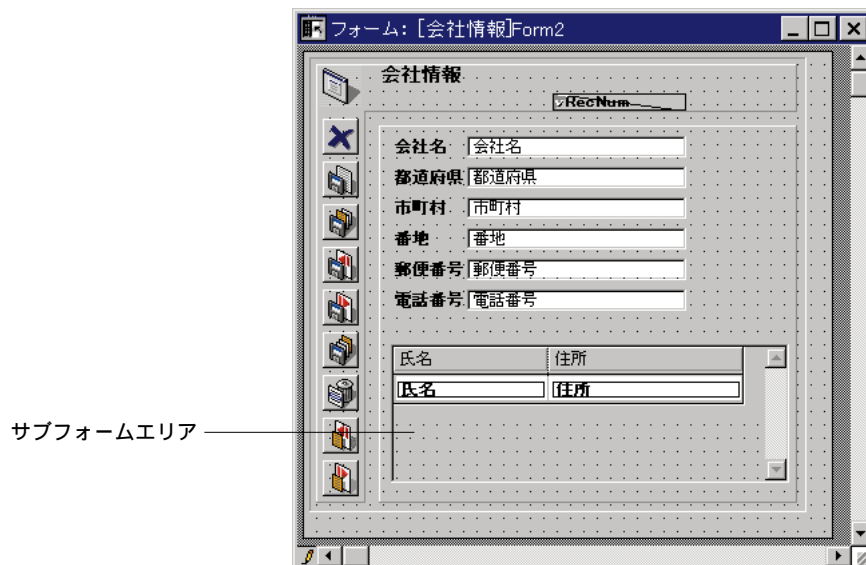 フォーム: [会社情報]Form2
会社情報
vRecNum
会社名 会社名
都道府県 都道府県
市町村 市町村
番地 番地
郵便番号 郵便番号
電話番号 電話番号
氏名 住所
氏名 住所
サブフォームエリア